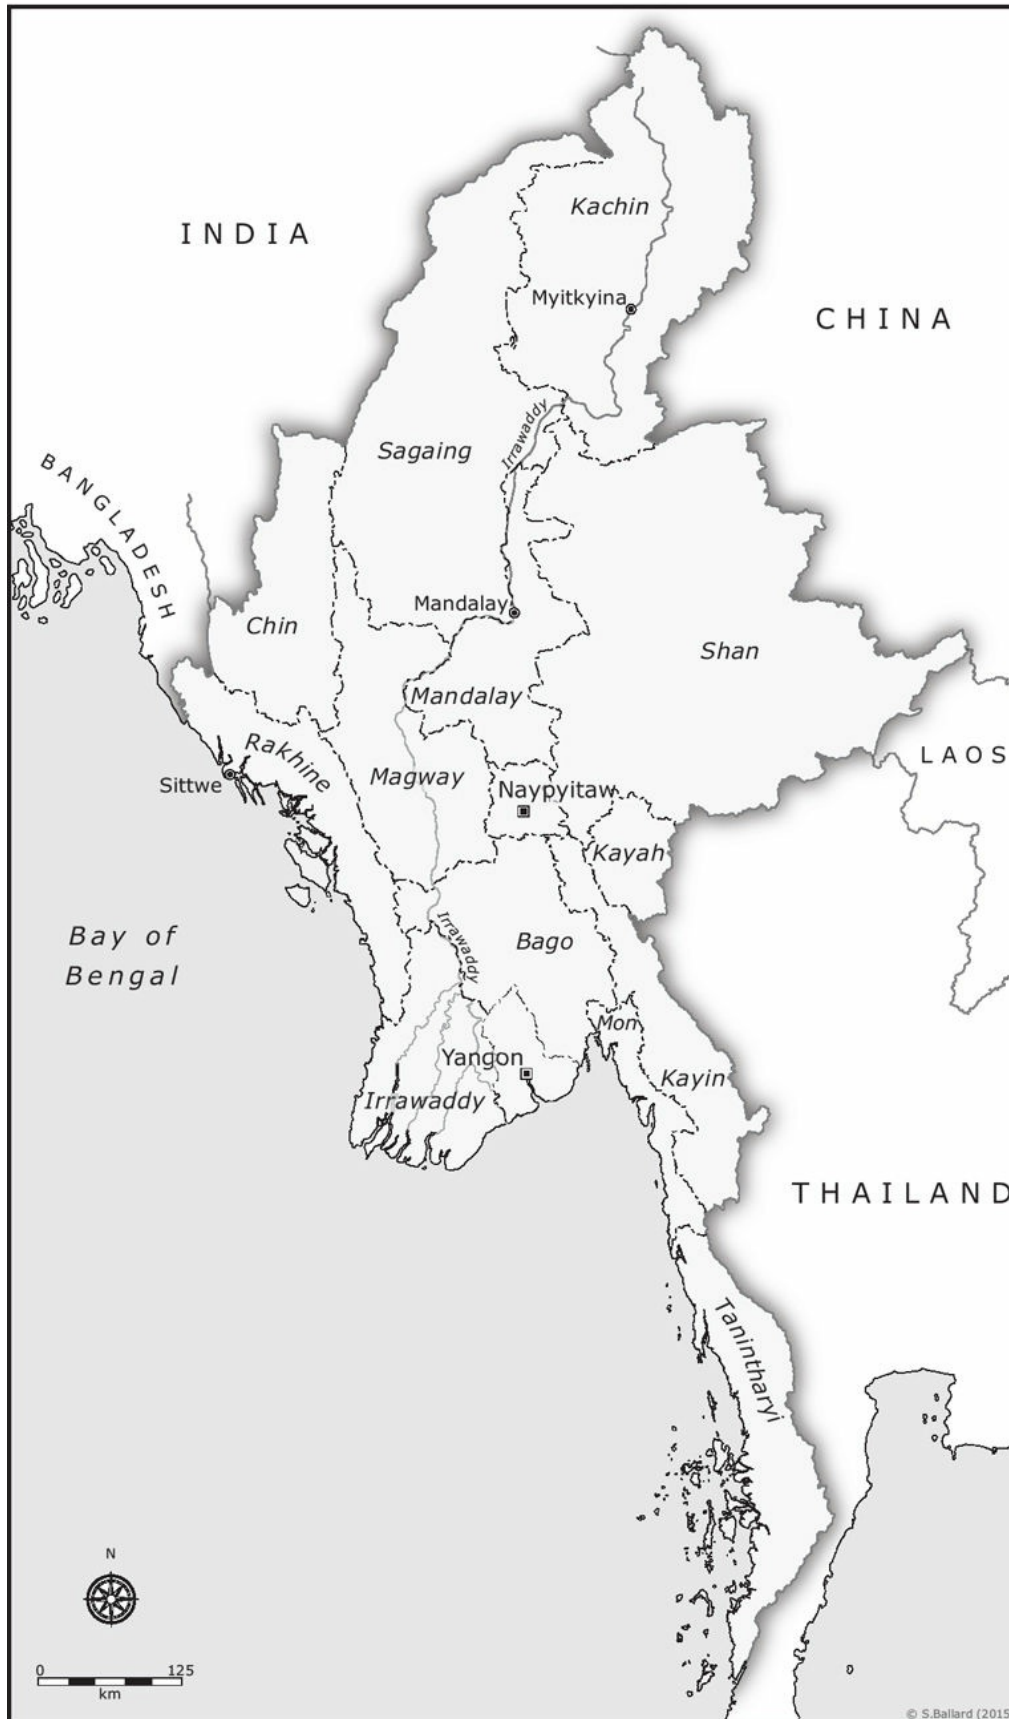 Kachin
INDIA
Myitkyina
CHINA
Irrawaddy
Sagaing
BANGLADESH
Mandalay
Chin
Shan
Mandalay
Rakhine
LAOS
Magway
Sittwe
Naypyitaw
Kayah
Irrawaddy
Bay of
Bengal
Bago
Mon
Yangon
Kayin
Irrawaddy
THAILAND
Tanintharyi
N
0 125
km
© S.Ballard (2015